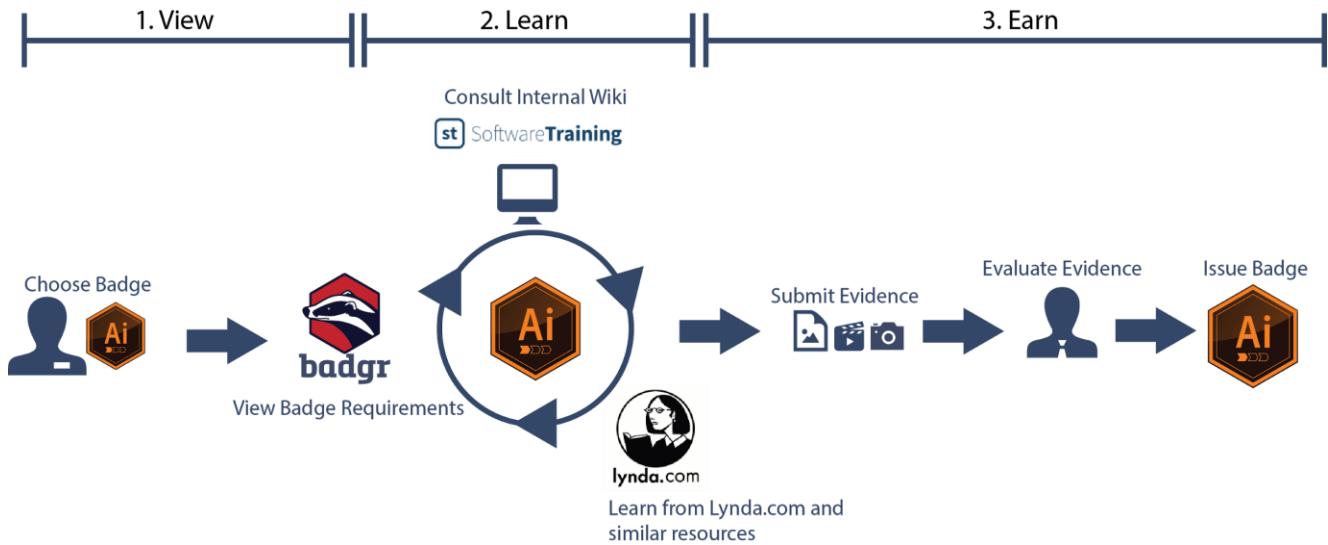 1. View
2. Learn
3. Earn
Consult Internal Wiki
st SoftwareTraining
Choose Badge
Ai
badgr
View Badge Requirements
Ai
lynda.com
Learn from Lynda.com and
similar resources
Submit Evidence
Evaluate Evidence
Issue Badge
Ai